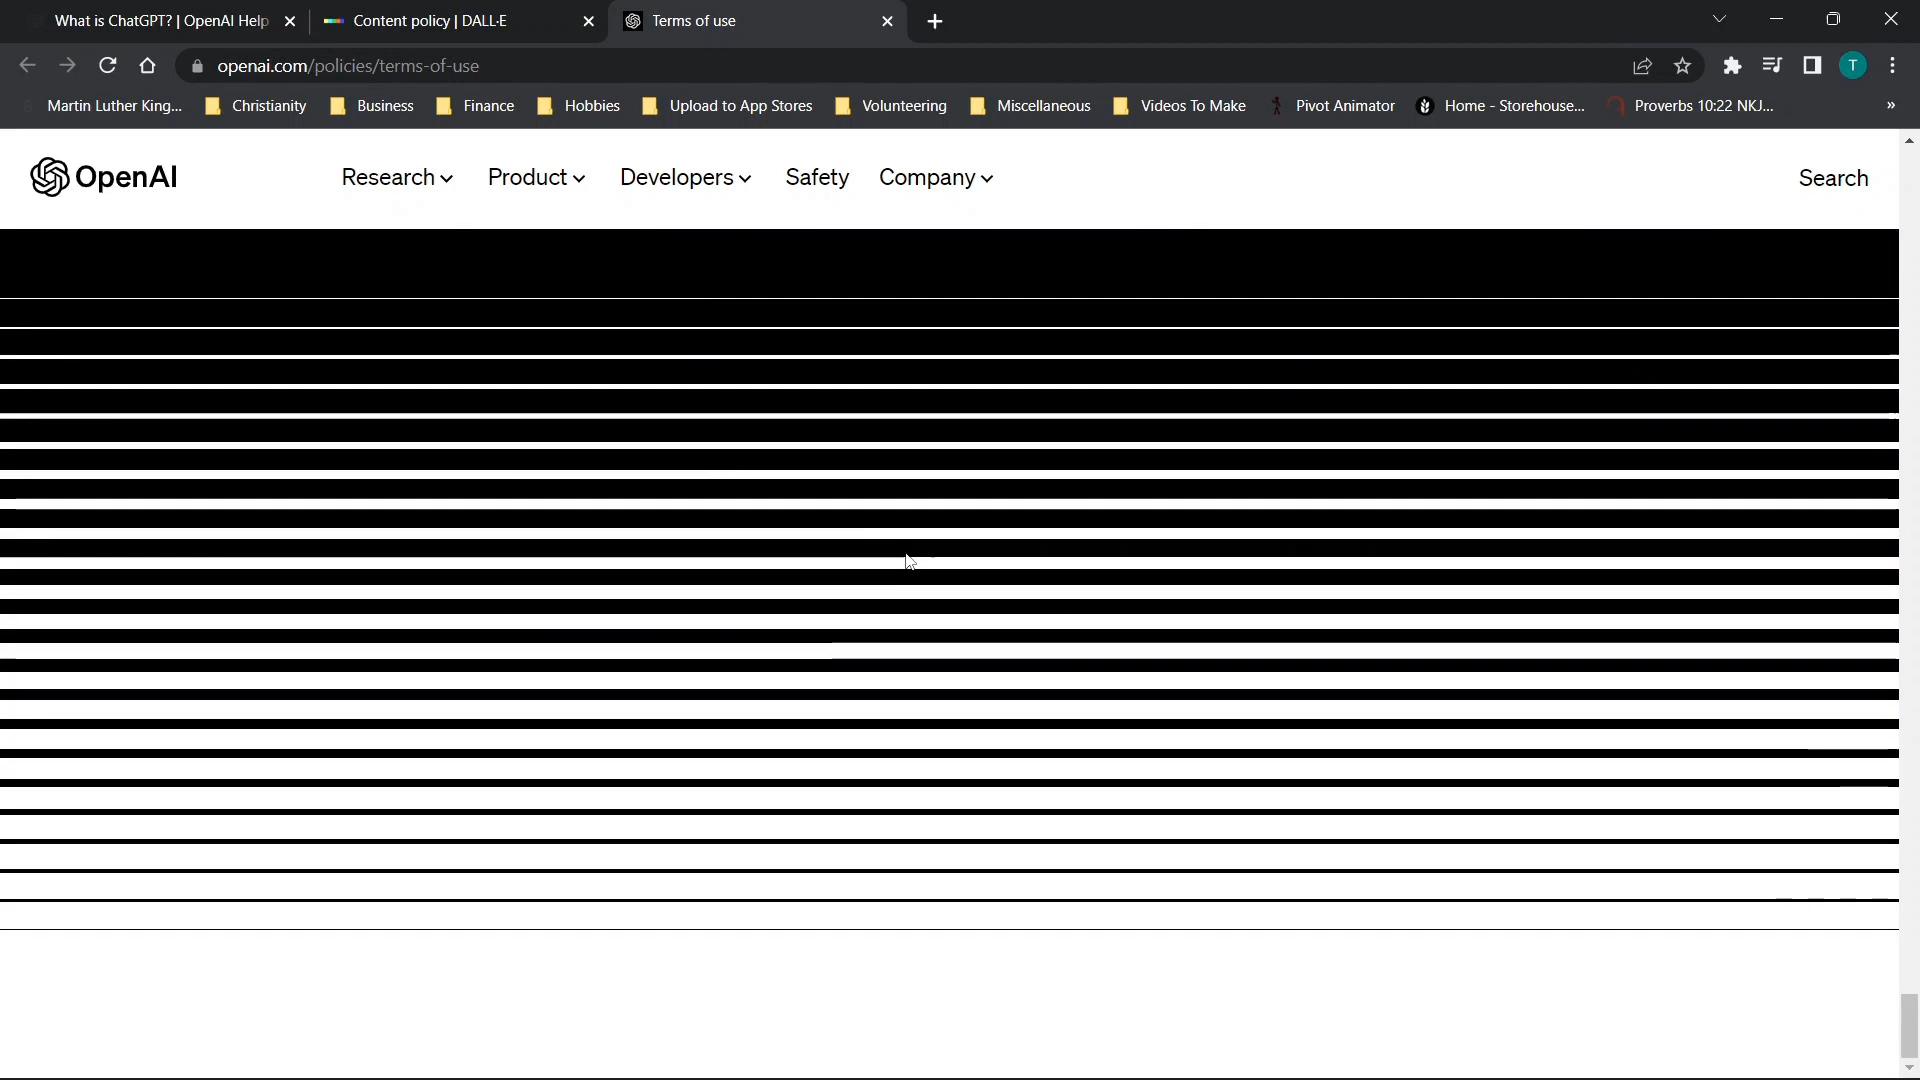 What is ChatGPT? | OpenAI Help
Content policy | DALL·E
Terms of use
openai.com/policies/terms-of-use
T
Martin Luther King...
Christianity
Business
Finance
Hobbies
Upload to App Stores
Volunteering
Miscellaneous
Videos To Make
Pivot Animator
Home - Storehouse...
Proverbs 10:22 NKJ...
»
OpenAI
Research
Product
Developers
Safety
Company
Search